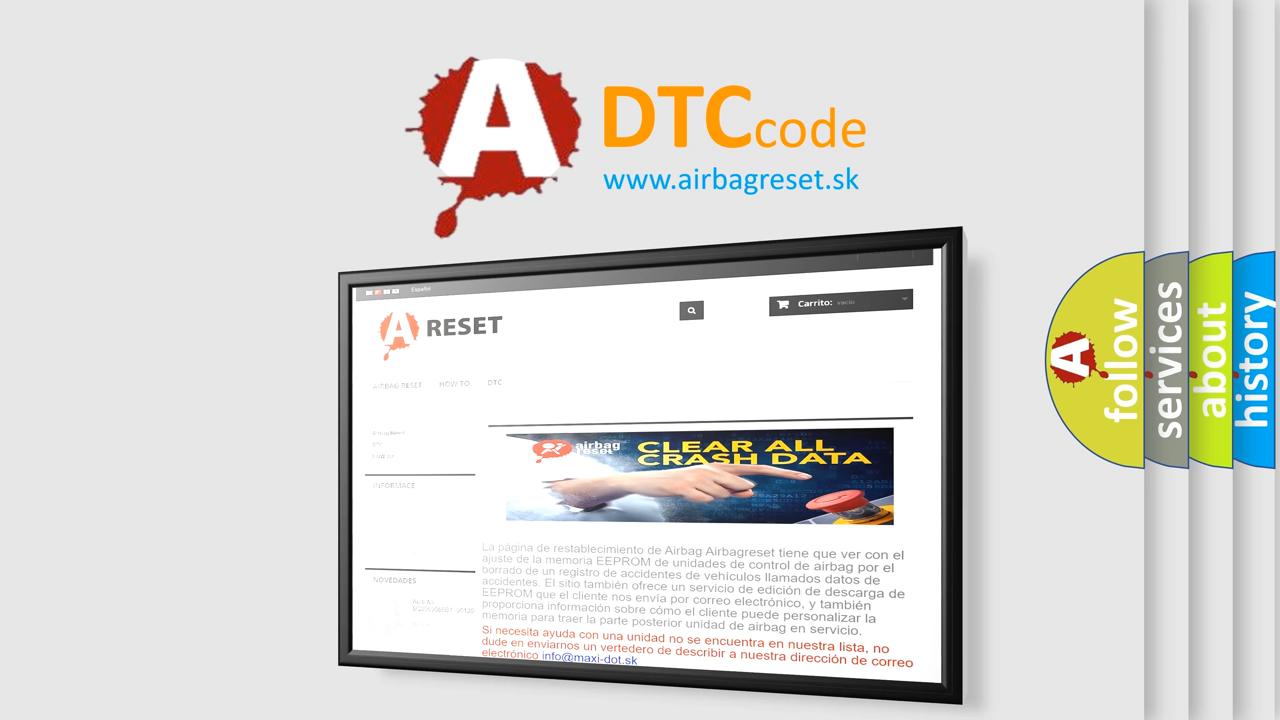 A DTCcode
www.airbagreset.sk
Español
A RESET
Carrito: vacío
AIRBAG RESET HOW TO DTC
airbag
reset
CLEAR ALL
CRASH DATA
INFORMACE
La página de restablecimiento de Airbag Airbagreset tiene que ver con el
ajuste de la memoria EEPROM de unidades de control de airbag por el
borrado de un registro de accidentes de vehículos llamados datos de
accidentes. El sitio también ofrece un servicio de edición de descarga de
EEPROM que el cliente nos envía por correo electrónico, y también
proporciona información sobre cómo el cliente puede personalizar la
memoria para traer la parte posterior unidad de airbag en servicio.
Si necesita ayuda con una unidad no se encuentra en nuestra lista, no
dude en enviarnos un vertedero de describir a nuestra dirección de correo
electrónico info@maxi-dot.sk
NOVEDADES
A follow
services
about
history